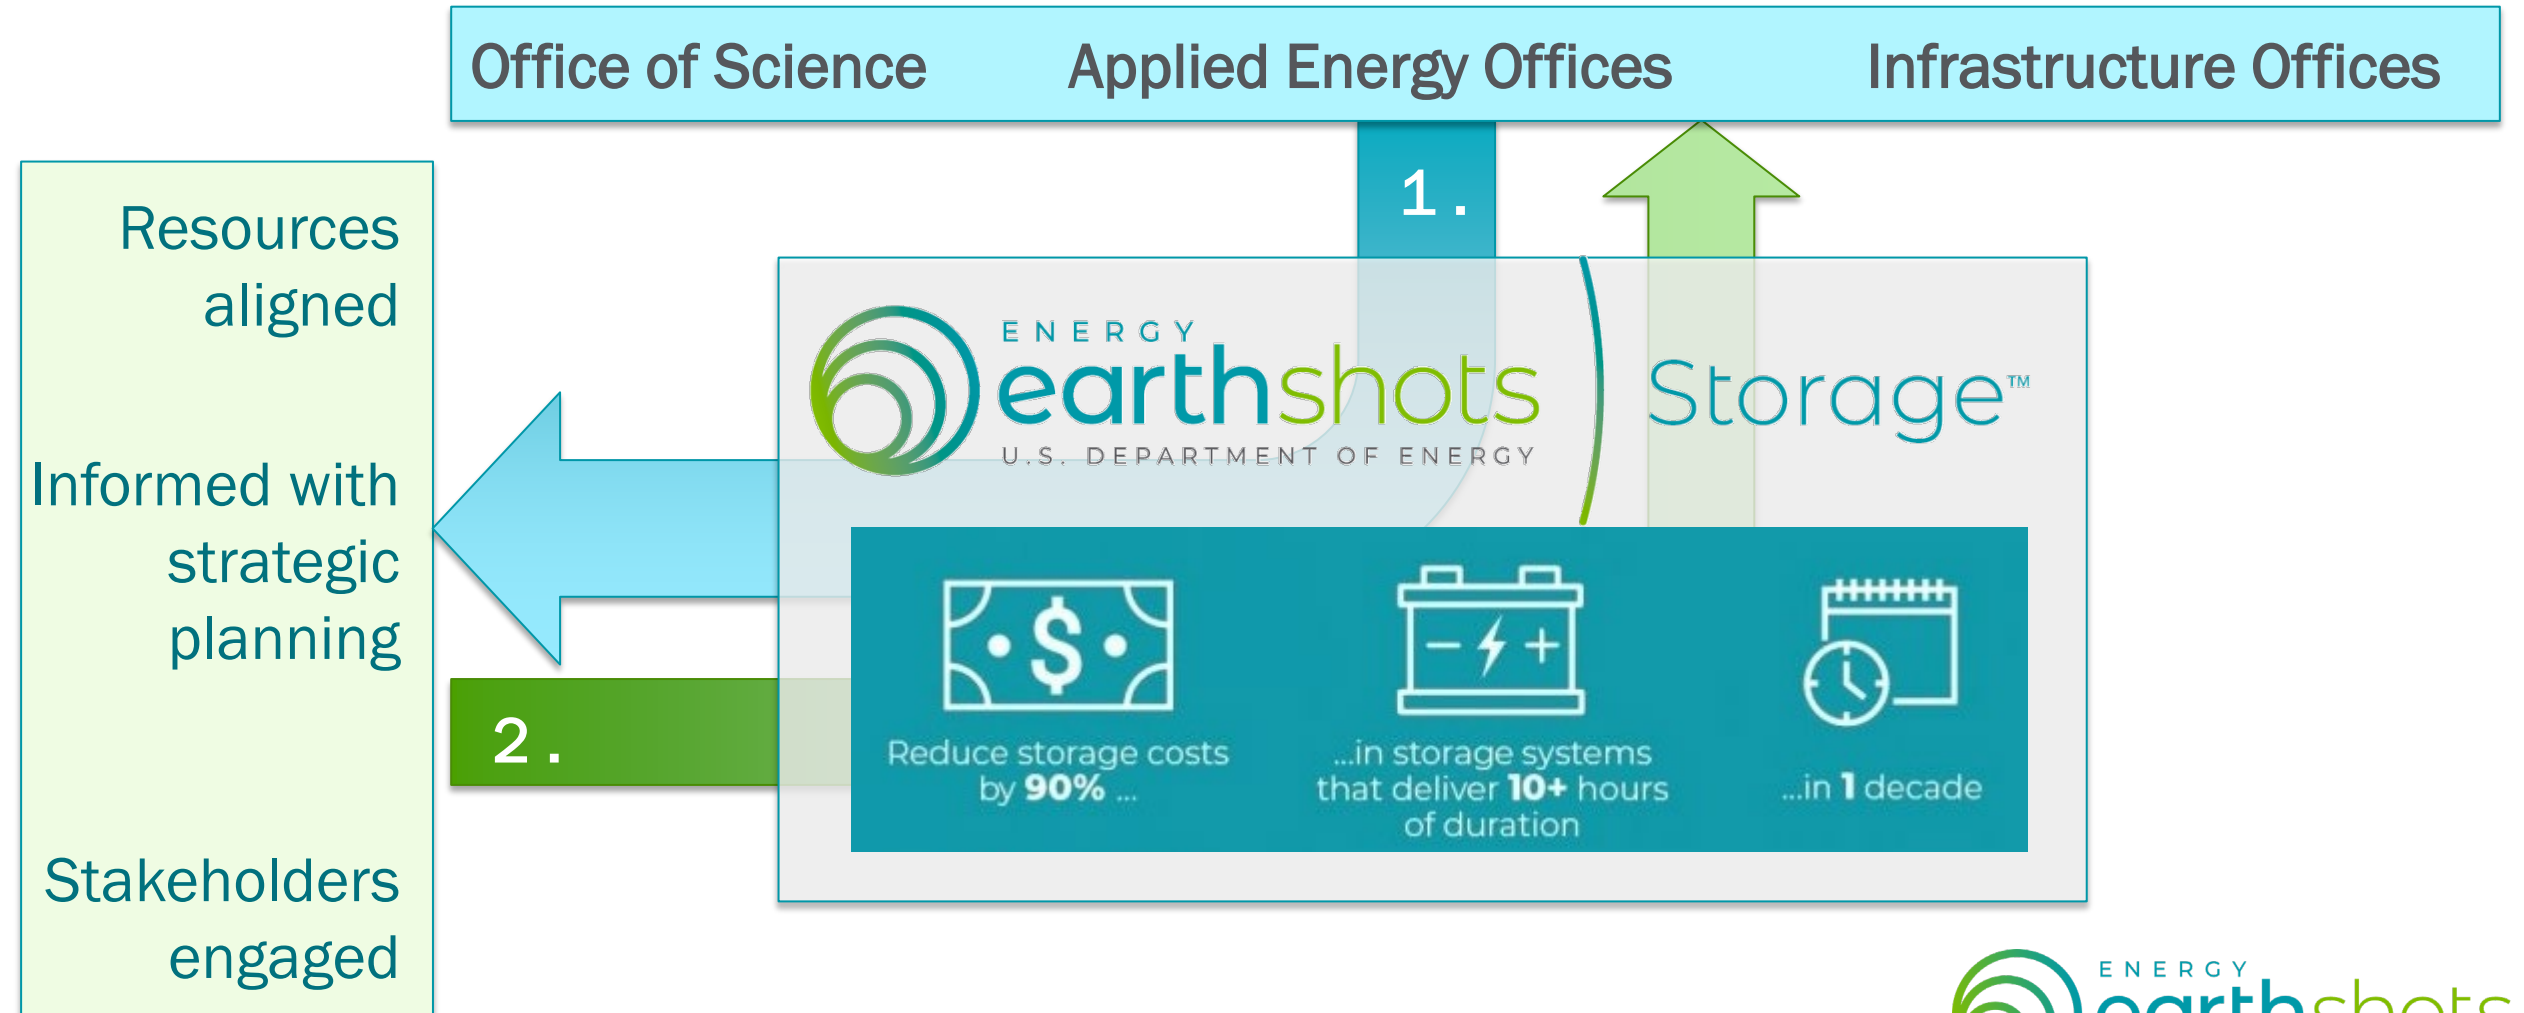 Office of Science Applied Energy Offices Infrastructure Offices
1.
Resources
aligned
Informed with
strategic
planning
Stakeholders
engaged
2.
ENERGY
earthshots
U.S. DEPARTMENT OF ENERGY
Storage™
Reduce storage costs
by 90% ...
...in storage systems
that deliver 10+ hours
of duration
...in 1 decade
ENERGY
earthshots